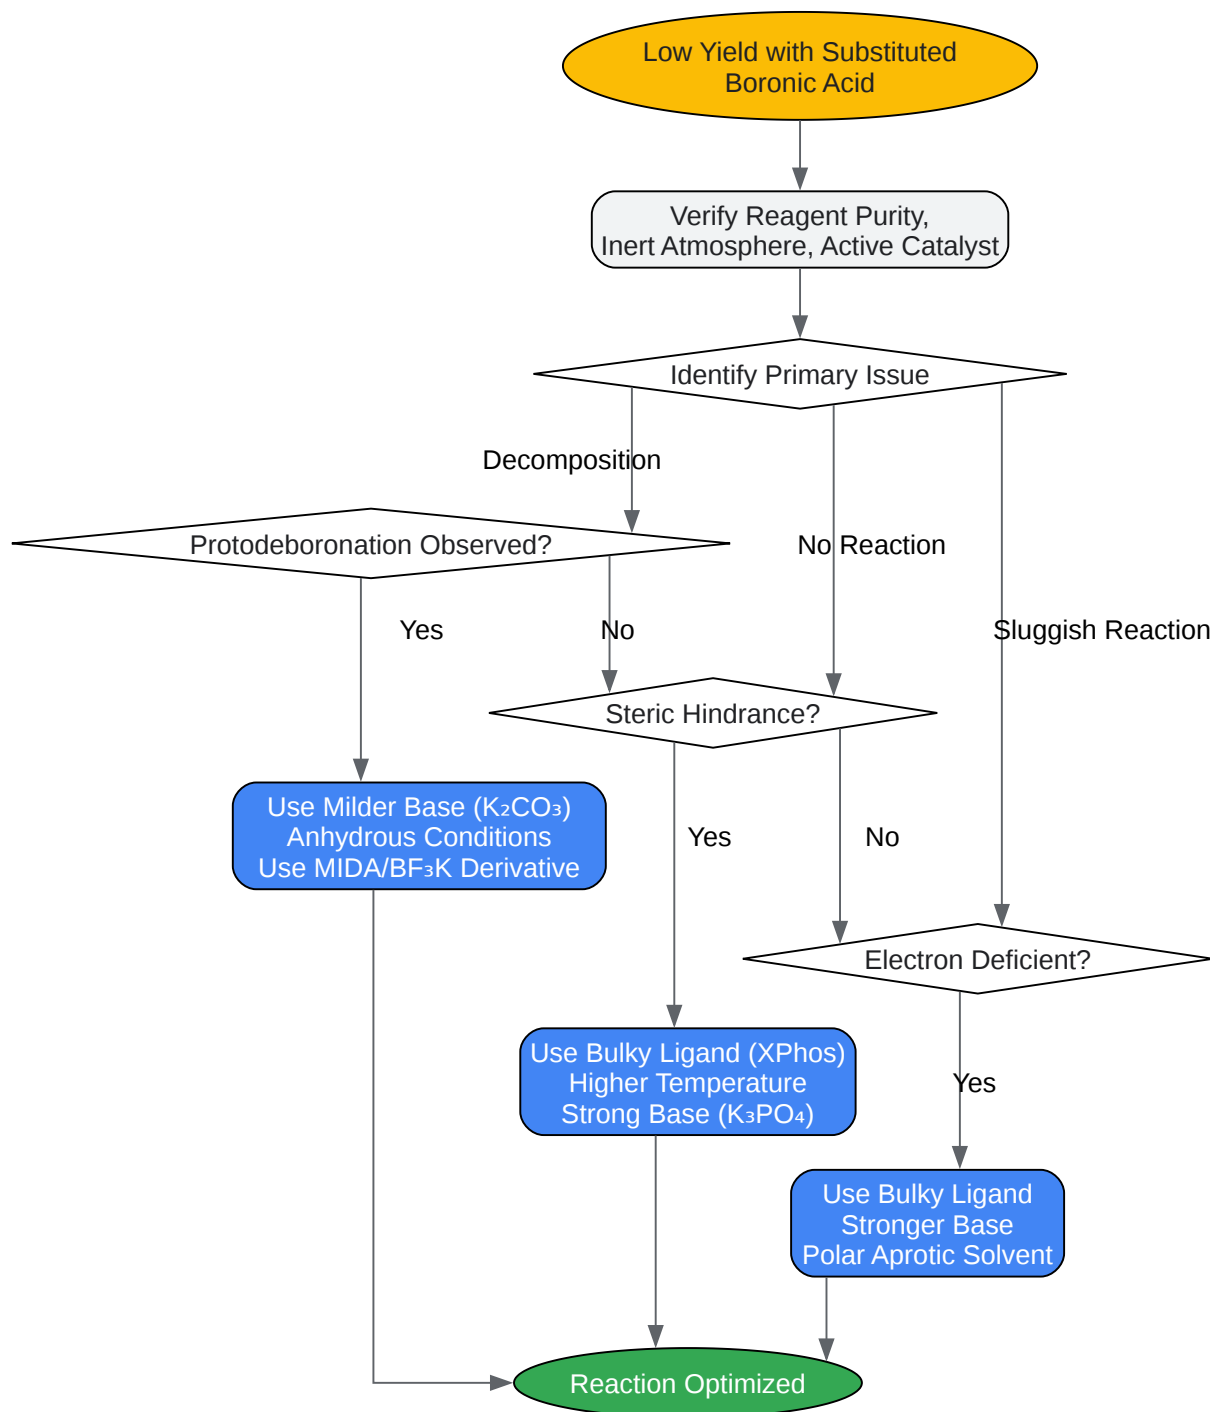 Low Yield with Substituted
Boronic Acid
Verify Reagent Purity,
Inert Atmosphere, Active Catalyst
Identify Primary Issue
Decomposition
Protodeboronation Observed?
No Reaction
Yes
No
Sluggish Reaction
Steric Hindrance?
Use Milder Base (K₂CO₃)
Anhydrous Conditions
Use MIDA/BF₃K Derivative
Yes
No
Electron Deficient?
Use Bulky Ligand (XPhos)
Higher Temperature
Strong Base (K₃PO₄)
Yes
Use Bulky Ligand
Stronger Base
Polar Aprotic Solvent
Reaction Optimized